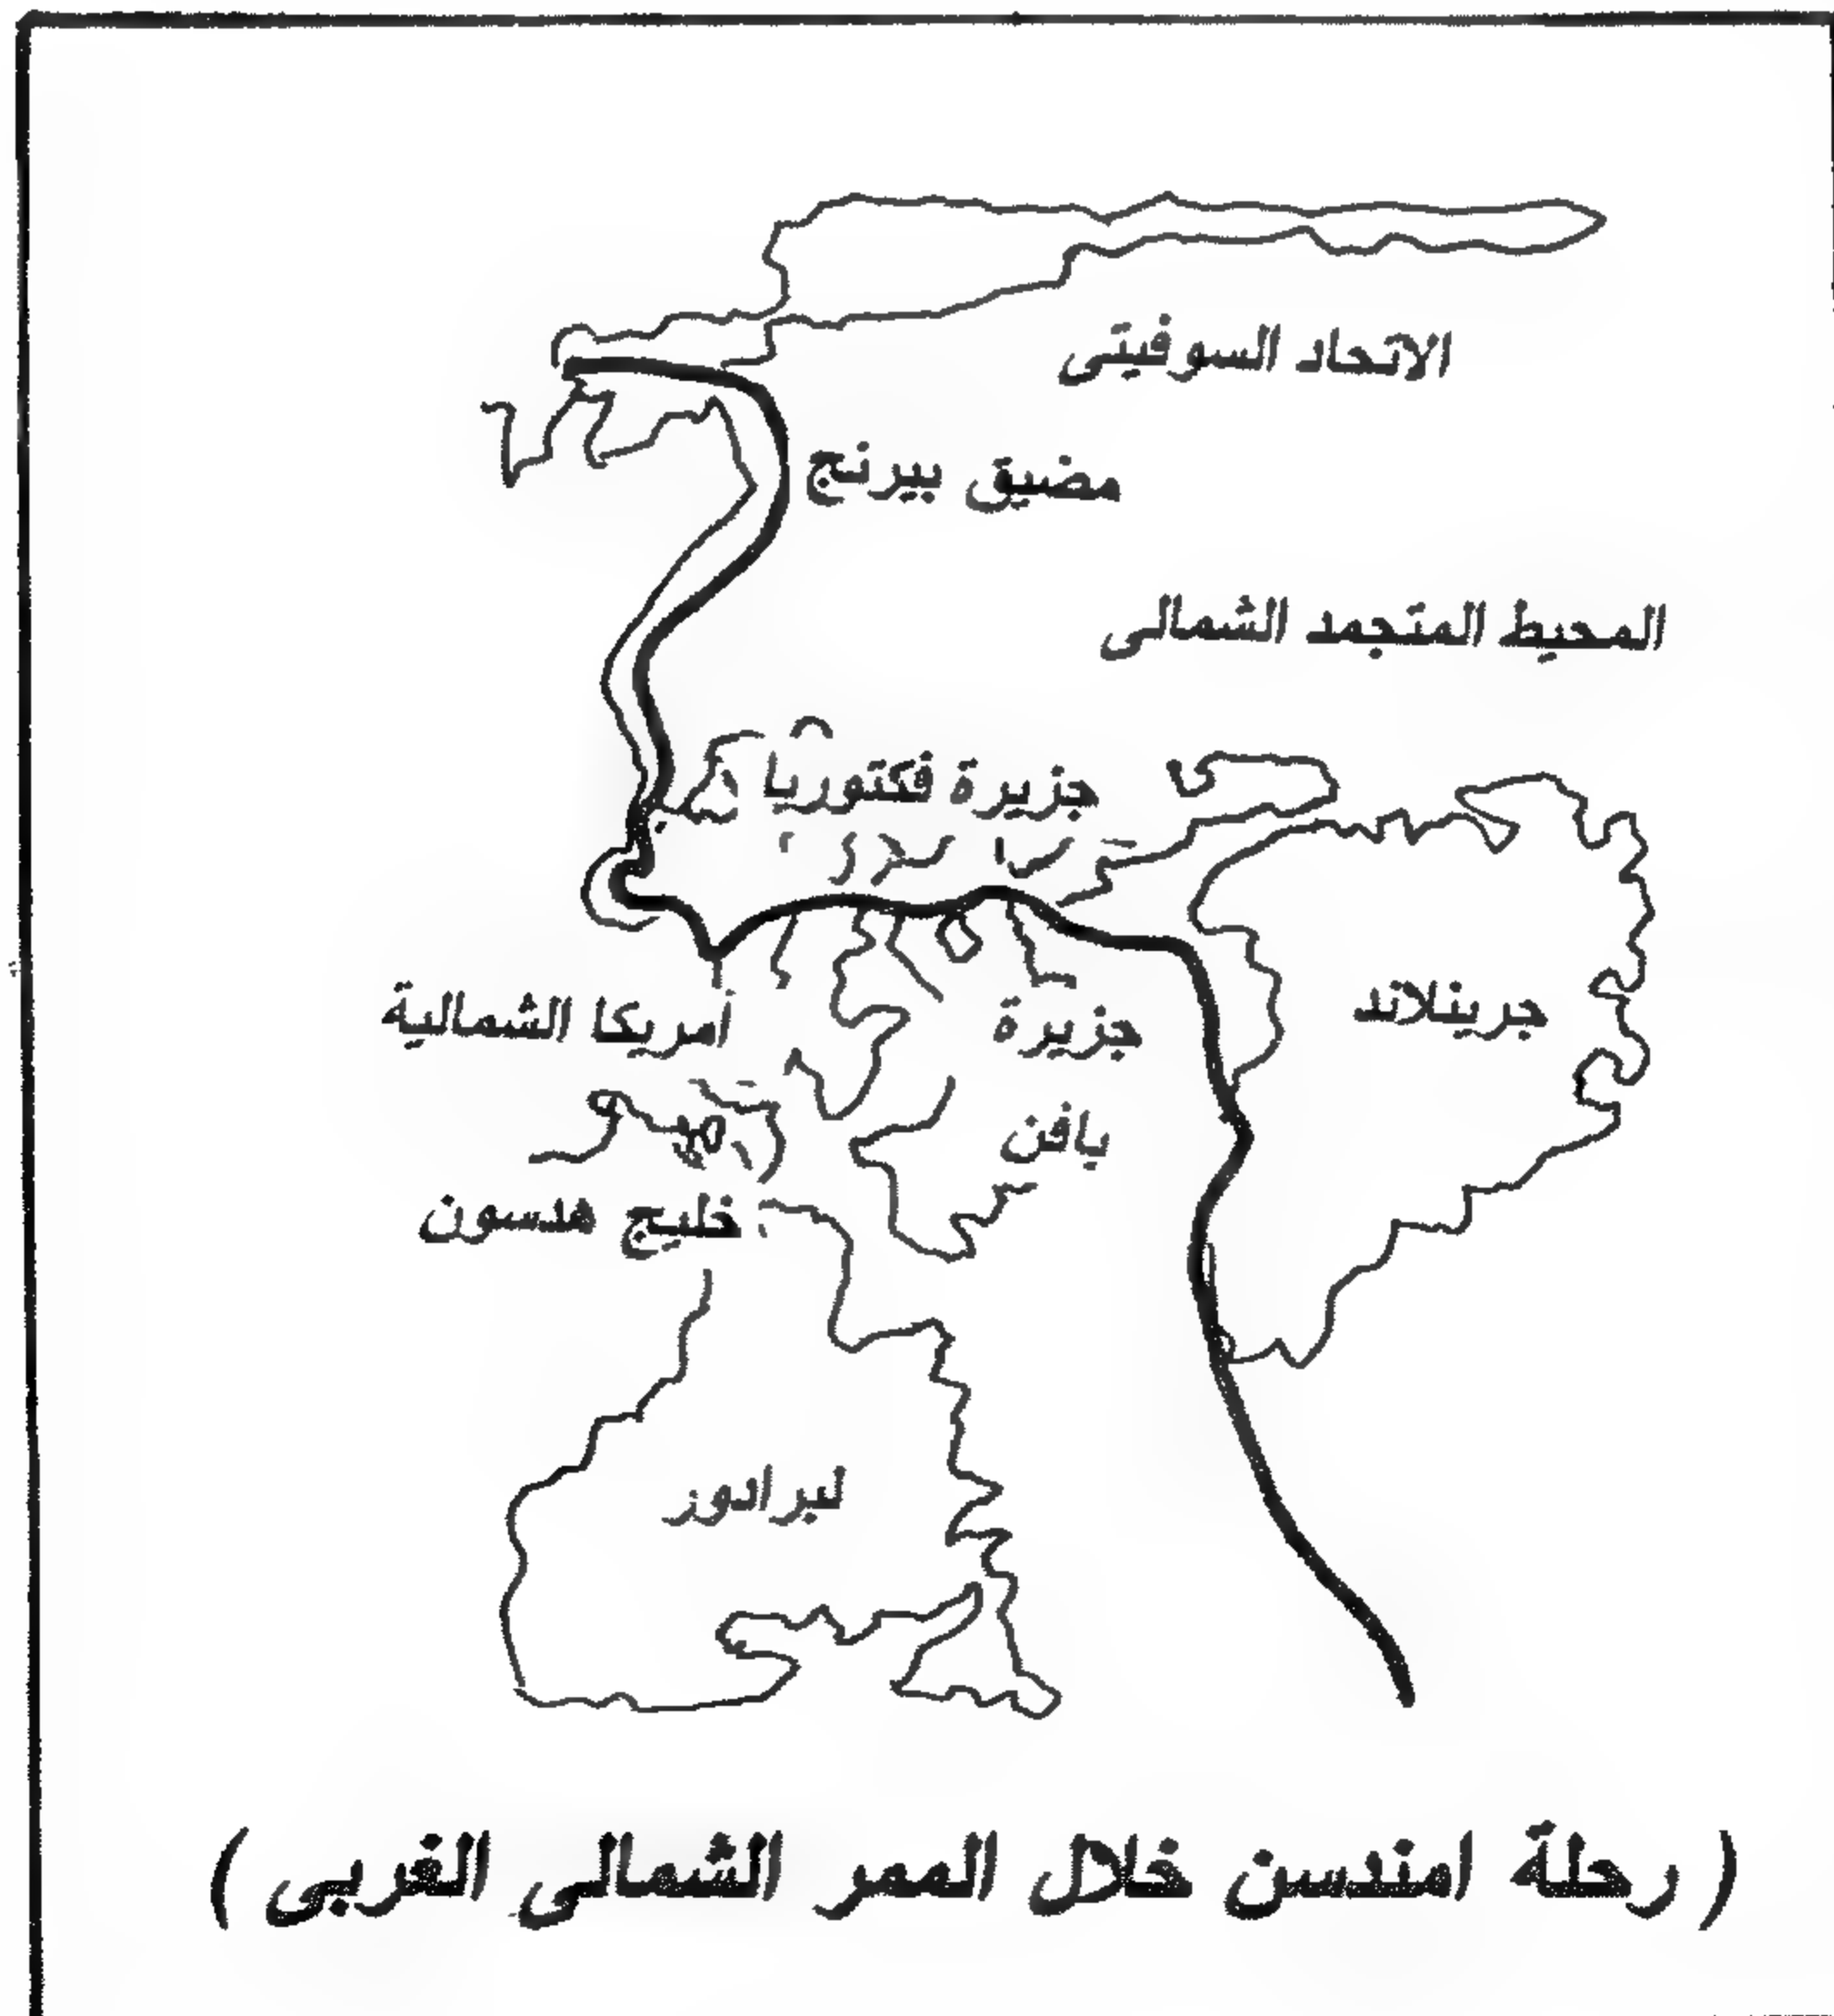 الاتحاد السوفيتى
مضيق بيرنج
المحيط المتجمد الشمالى
جزيرة فكتوريا
جرينلاند
أمريكا الشمالية
جزيرة
بافن
خليج هدسون
لبرادور
( رحلة امندسن خلال الممر الشمالى الغربى )